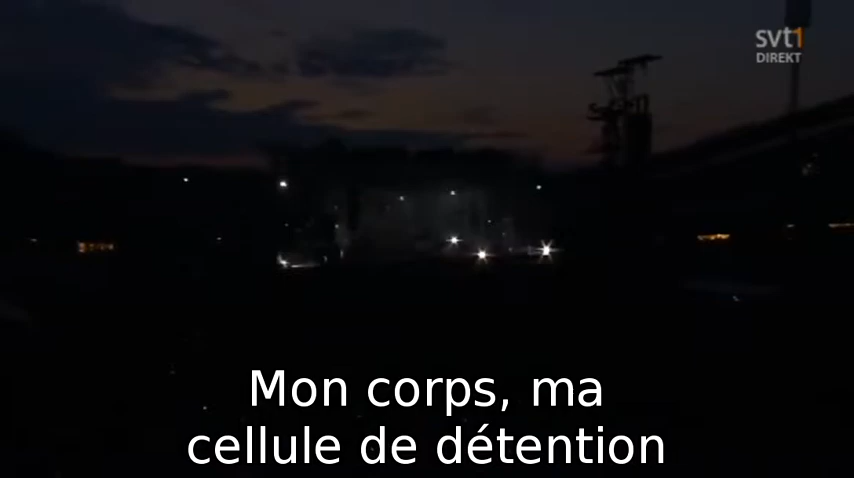 svt1
DIREKT
Mon corps, ma
cellule de détention